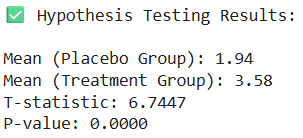 ✅ Hypothesis Testing Results:
Mean (Placebo Group): 1.94
Mean (Treatment Group): 3.58
T-statistic: 6.7447
P-value: 0.0000